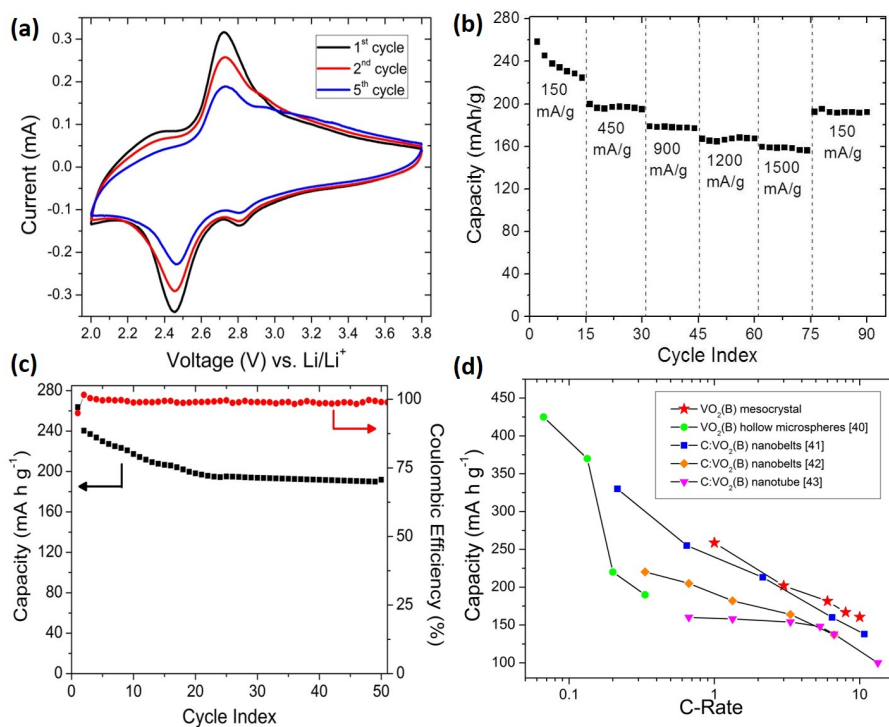 (a)
0.3
0.2
0.1
0.0
-0.1
-0.2
-0.3
Current (mA)
1st cycle
2nd cycle
5th cycle
2.0 2.2 2.4 2.6 2.8 3.0 3.2 3.4 3.6 3.8
Voltage (V) vs. Li/Li+
(b)
280
240
200
160
120
80
40
0
Capacity (mAh/g)
150
mA/g
450
mA/g
900
mA/g
1200
mA/g
1500
mA/g
150
mA/g
0 15 30 45 60 75 90
Cycle Index
(c)
280
240
200
160
120
80
40
0
Capacity (mA h g-1)
100
75
50
25
0
Coulombic Efficiency (%)
0 10 20 30 40 50
Cycle Index
(d)
450
400
350
300
250
200
150
100
Capacity (mA h g-1)
VO2(B) mesocrystal
VO2(B) hollow microspheres [40]
C:VO2(B) nanobelts [41]
C:VO2(B) nanobelts [42]
C:VO2(B) nanotube [43]
0.1 1 10
C-Rate